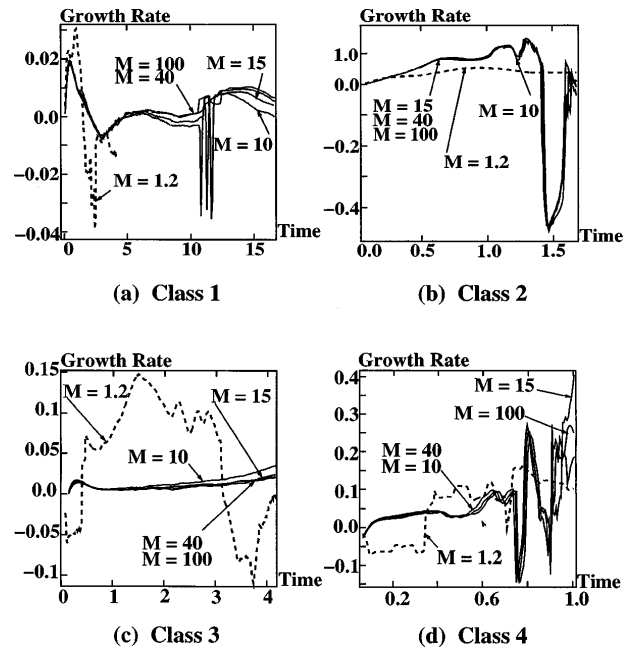 Growth Rate
0.02
0.0
−0.02
−0.04
M = 100
M = 40
M = 15
M = 10
M = 1.2
0
5
10
15
Time
(a) Class 1
Growth Rate
1.0
0.2
0.0
−0.2
−0.4
M = 15
M = 40
M = 100
M = 10
M = 1.2
0.0
0.5
1.0
1.5
Time
(b) Class 2
Growth Rate
0.15
0.1
0.05
0.0
−0.05
−0.1
M = 1.2
M = 15
M = 10
M = 40
M = 100
0
1
2
3
4
Time
(c) Class 3
Growth Rate
0.4
0.3
0.2
0.1
0.0
−0.1
M = 15
M = 100
M = 40
M = 10
M = 1.2
0.2
0.6
1.0
Time
(d) Class 4